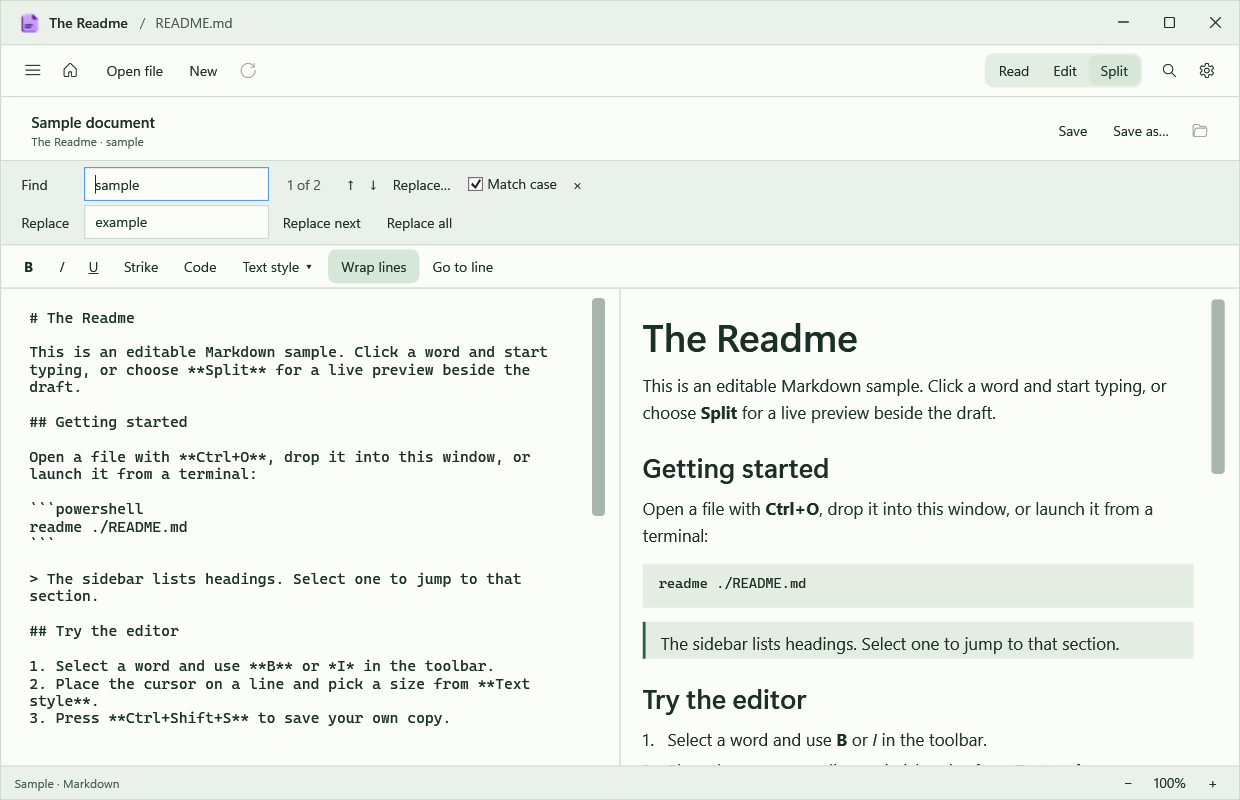 The Readme / README.md
Open file New Read Edit Split
Sample document
The Readme · sample
Save Save as...
Find sample 1 of 2 ↑ ↓ Replace... Match case ×
Replace example Replace next Replace all
B I U Strike Code Text style ▾ Wrap lines Go to line
# The Readme
This is an editable Markdown sample. Click a word and start
typing, or choose **Split** for a live preview beside the
draft.
## Getting started
Open a file with **Ctrl+O**, drop it into this window, or
launch it from a terminal:
```powershell
readme ./README.md
```
> The sidebar lists headings. Select one to jump to that
section.
## Try the editor
1. Select a word and use **B** or *I* in the toolbar.
2. Place the cursor on a line and pick a size from **Text
style**.
3. Press **Ctrl+Shift+S** to save your own copy.
The Readme
This is an editable Markdown sample. Click a word and start typing, or
choose Split for a live preview beside the draft.
Getting started
Open a file with Ctrl+O, drop it into this window, or launch it from a
terminal:
readme ./README.md
The sidebar lists headings. Select one to jump to that section.
Try the editor
1. Select a word and use B or I in the toolbar.
Sample · Markdown − 100% +